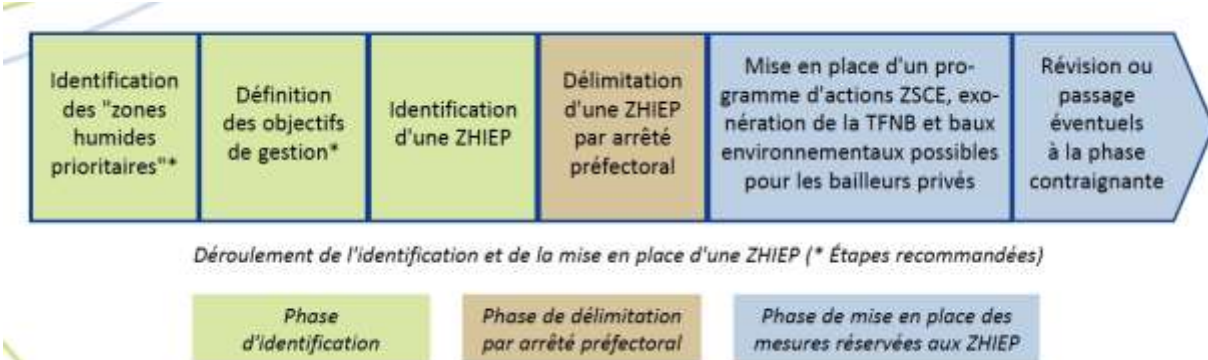 Identification
des "zones
humides
prioritaires"*
Définition
des objectifs
de gestion*
Identification
d'une ZHIEP
Délimitation
d'une ZHIEP
par arrêté
préfectoral
Mise en place d'un pro-
gramme d'actions ZSCE, exo-
nération de la TFNB et baux
environnementaux possibles
pour les bailleurs privés
Révision ou
passage
éventuels
à la phase
contraignante
Déroulement de l'identification et de la mise en place d'une ZHIEP (* Étapes recommandées)
Phase
d'identification
Phase de délimitation
par arrêté préfectoral
Phase de mise en place des
mesures réservées aux ZHIEP